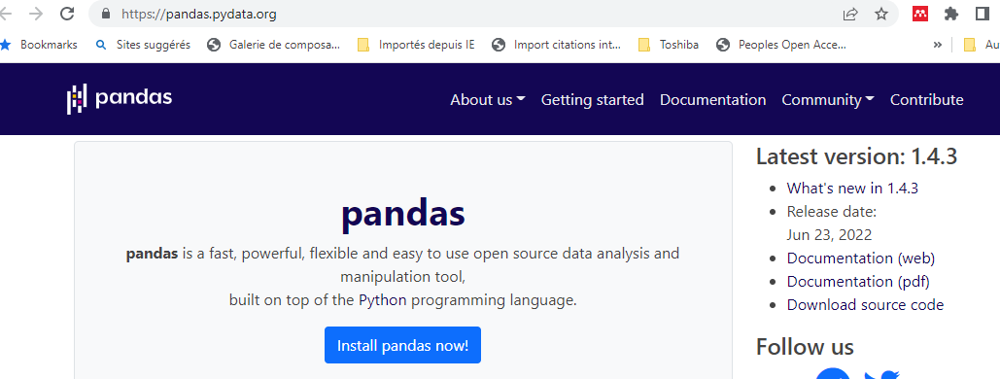 https://pandas.pydata.org
Bookmarks Sites suggérés Galerie de composa... Importés depuis IE Import citations int... Toshiba Peoples Open Acce... » Au
pandas About us Getting started Documentation Community Contribute
pandas
pandas is a fast, powerful, flexible and easy to use open source data analysis and
manipulation tool,
built on top of the Python programming language.
Install pandas now!
Latest version: 1.4.3
What's new in 1.4.3
Release date:
Jun 23, 2022
Documentation (web)
Documentation (pdf)
Download source code
Follow us